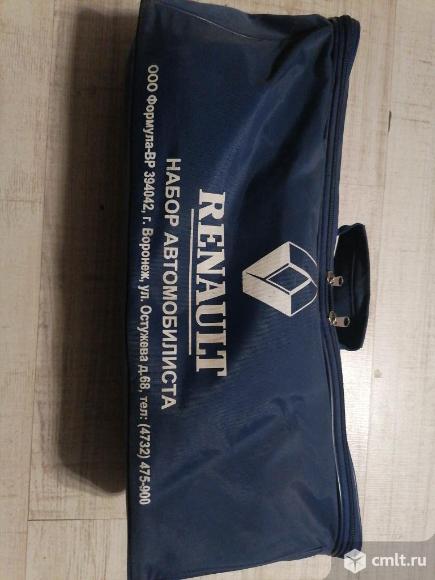 RENAULT
НАБОР АВТОМОБИЛИСТА
ООО Формула-ВР 394042, г. Воронеж, ул. Остужева д.68, тел: (4732) 475-900
cmlt.ru